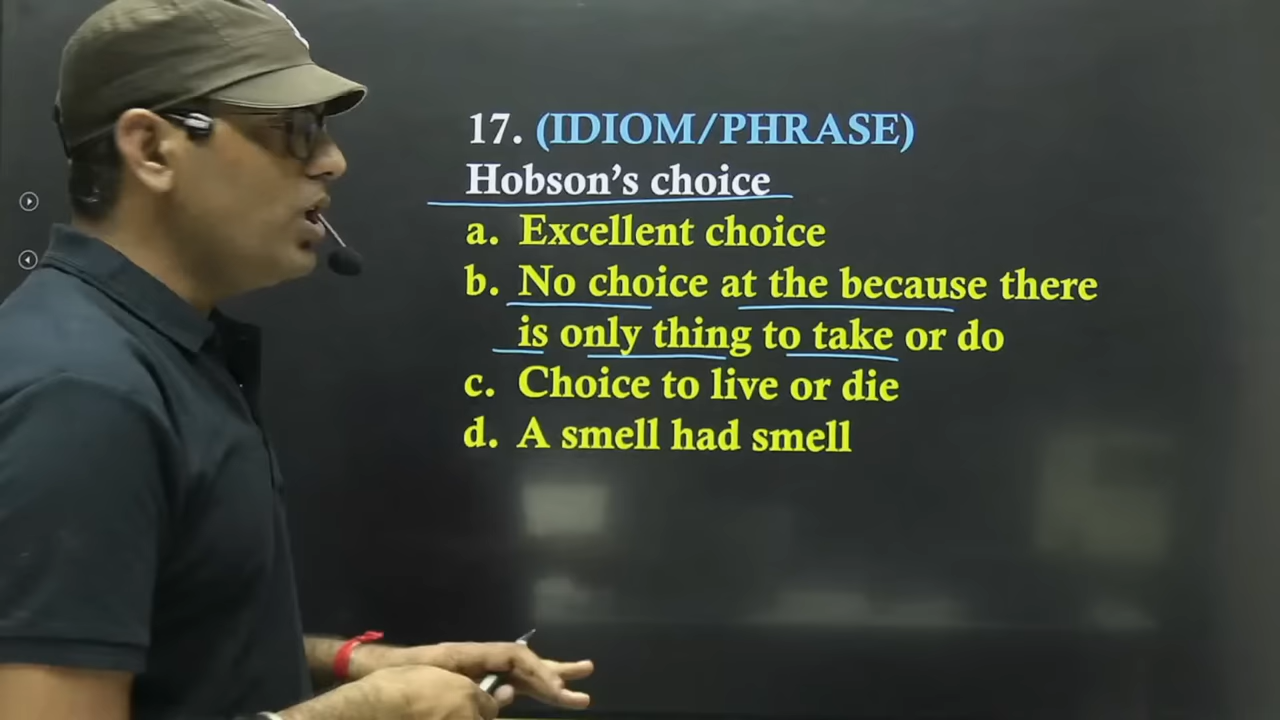 17. (IDIOM/PHRASE)
Hobson's choice
a. Excellent choice
b. No choice at the because there
is only thing to take or do
c. Choice to live or die
d. A smell had smell